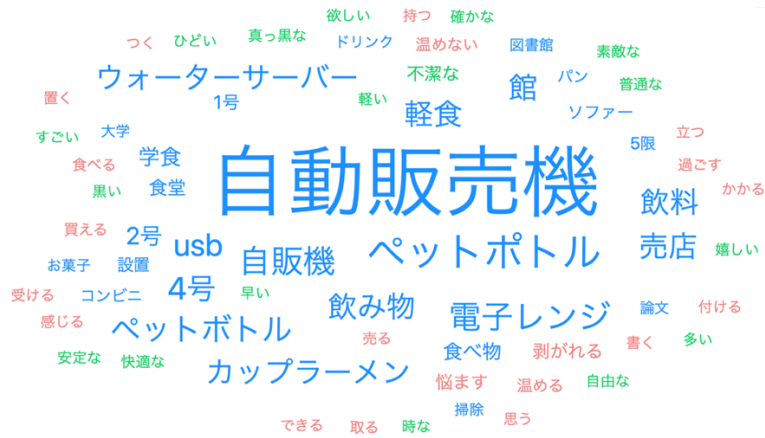 欲しい 持つ 確かな
つく ひどい 真っ黒な ドリンク 温めない 図書館 素敵な
ウォーターサーバー 不潔な 館 パン 普通な
置く 1号 軽い 軽食 ソファー
すごい 大学 学食 自動販売機 5限 立つ
食べる 過ごす
黒い 食堂 飲料 かかる
買える 2号 usb 自販機 ペットポトル 売店 嬉しい
お菓子 設置
受ける コンビニ 4号 早い 飲み物 電子レンジ 論文 付ける
感じる ペットボトル 売る 食べ物 剥がれる 書く 多い
安定な 快適な カップラーメン 悩ます 温める 自由な
掃除
できる 取る 時な 思う